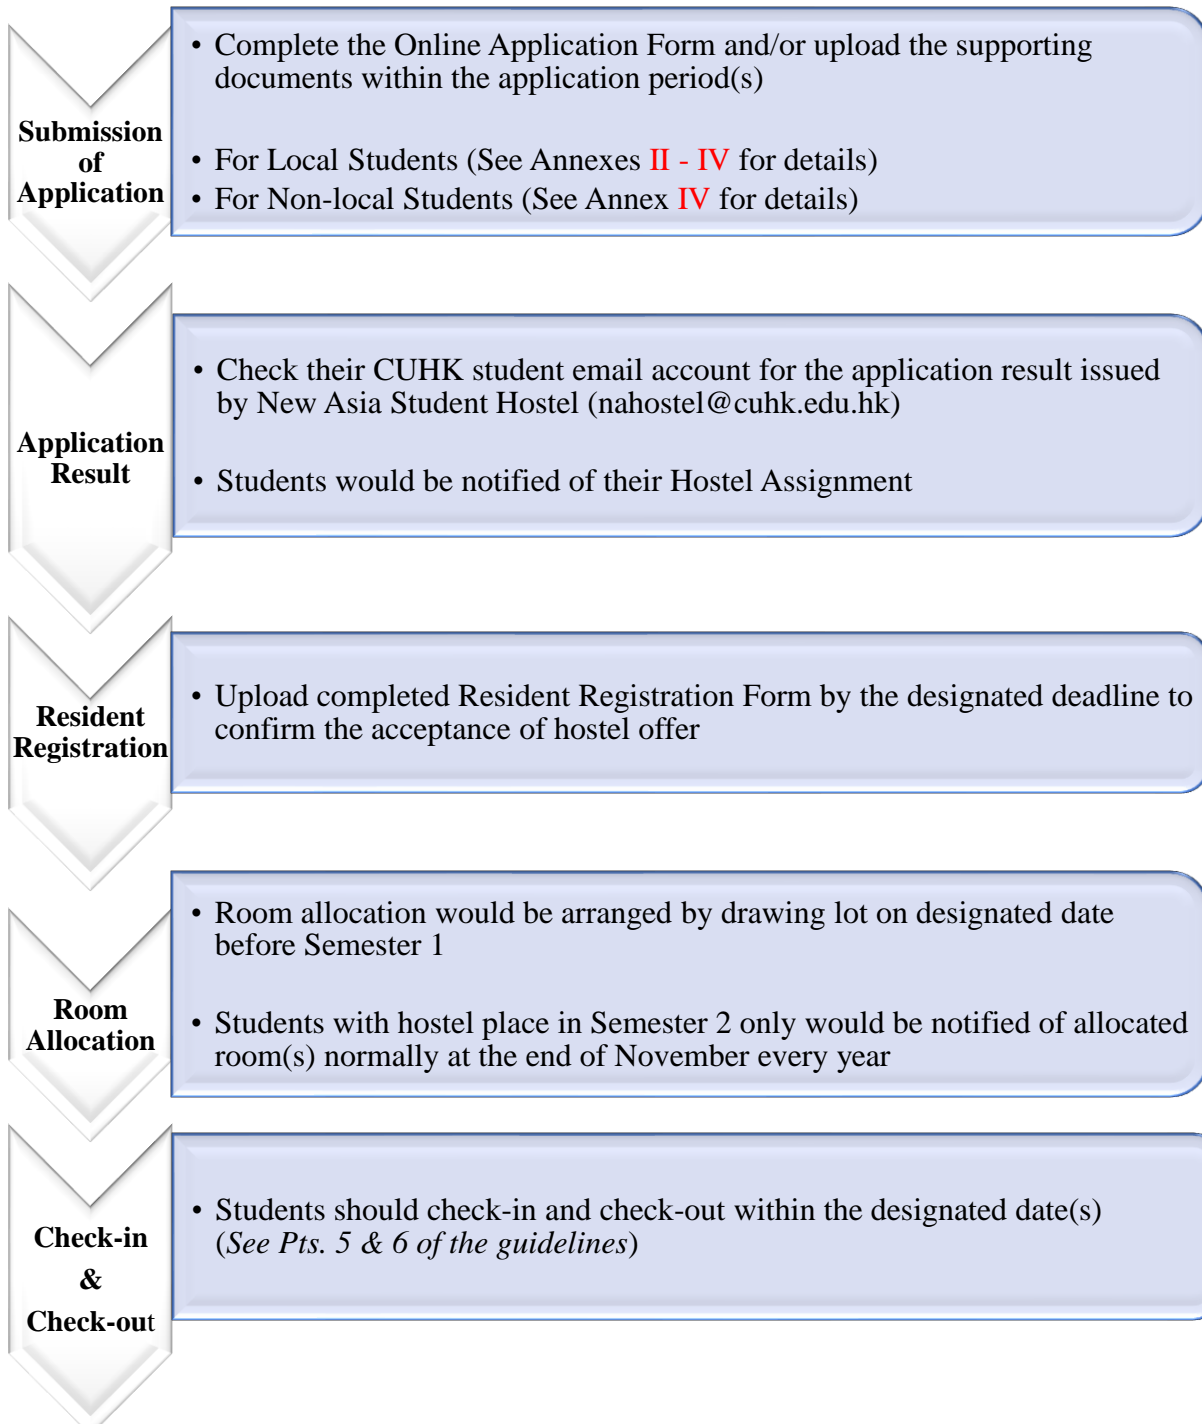 Submission
of
Application
• Complete the Online Application Form and/or upload the supporting
documents within the application period(s)
• For Local Students (See Annexes II - IV for details)
• For Non-local Students (See Annex IV for details)
Application
Result
• Check their CUHK student email account for the application result issued
by New Asia Student Hostel (nahostel@cuhk.edu.hk)
• Students would be notified of their Hostel Assignment
Resident
Registration
• Upload completed Resident Registration Form by the designated deadline to
confirm the acceptance of hostel offer
Room
Allocation
• Room allocation would be arranged by drawing lot on designated date
before Semester 1
• Students with hostel place in Semester 2 only would be notified of allocated
room(s) normally at the end of November every year
Check-in
&
Check-out
• Students should check-in and check-out within the designated date(s)
(See Pts. 5 & 6 of the guidelines)